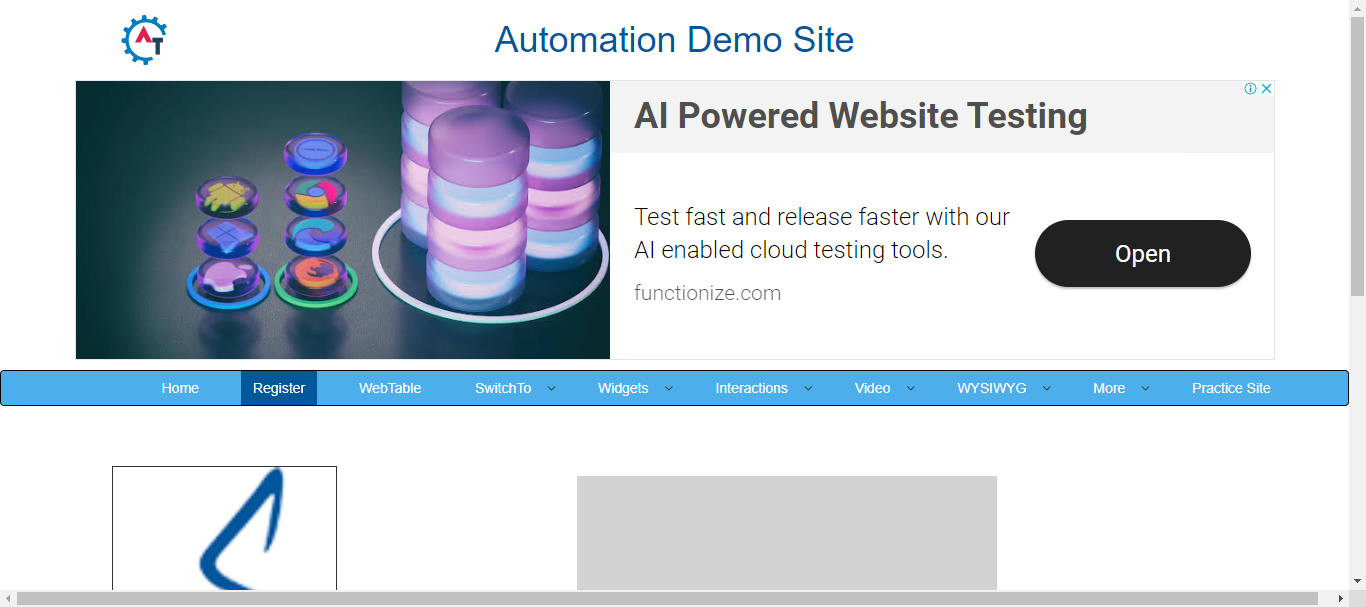 AT
Automation Demo Site
AI Powered Website Testing
Test fast and release faster with our
AI enabled cloud testing tools.
functionize.com
Open
Home Register WebTable SwitchTo Widgets Interactions Video WYSIWYG More Practice Site